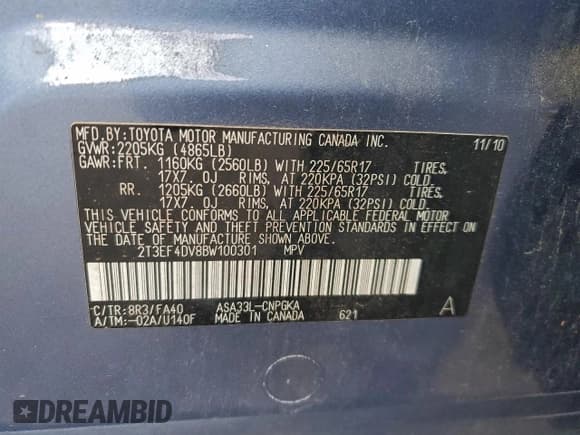 MFD.BY:TOYOTA MOTOR MANUFACTURING CANADA INC. 11/10
GVWR:2205KG (4865LB)
GAWR:FRT. 1160KG (2560LB) WITH 225/65R17 TIRES,
17X7.0J RIMS, AT 220KPA (32PSI) COLD.
RR. 1205KG (2660LB) WITH 225/65R17 TIRES,
17X7.0J RIMS, AT 220KPA (32PSI) COLD.
THIS VEHICLE CONFORMS TO ALL APPLICABLE FEDERAL MOTOR
VEHICLE SAFETY AND THEFT PREVENTION STANDARDS IN
EFFECT ON THE DATE OF MANUFACTURE SHOWN ABOVE.
2T3EF4DV8BW100301 MPV
C/TR:8R3/FA40 ASA33L-CNPGKA A
A/TM:-02A/U140F MADE IN CANADA 621
DREAMBID